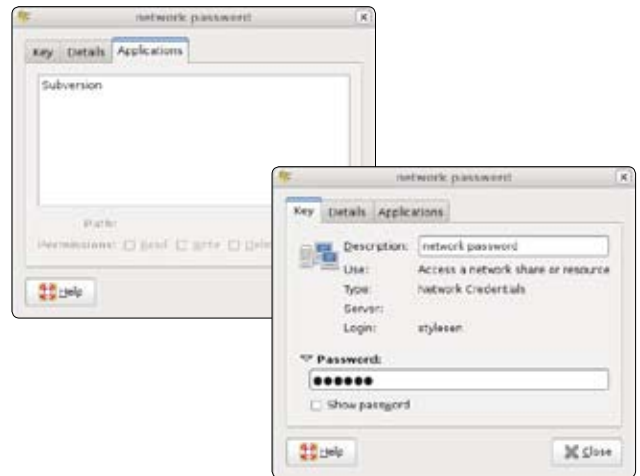 network password
Key Details Applications
Subversion
Path:
Permissions: Read Write
Help
network password
Key Details Applications
Description: network password
Use: Access a network share or resource
Type: Network Credentials
Server:
Login: stylesen
Password:
●●●●●●
Show password
Help Close